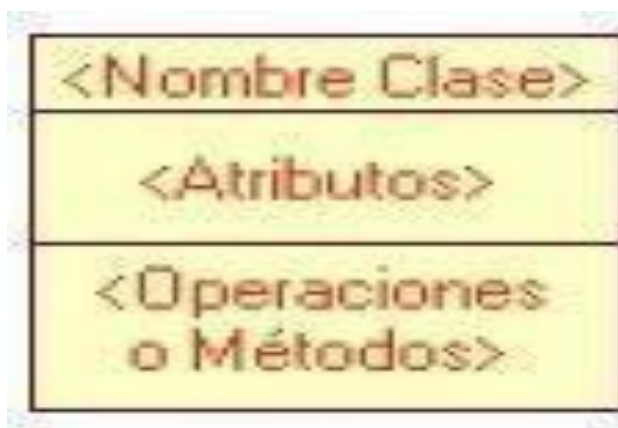 <Nombre Clase>
<Atributos>
<Operaciones
o Métodos>